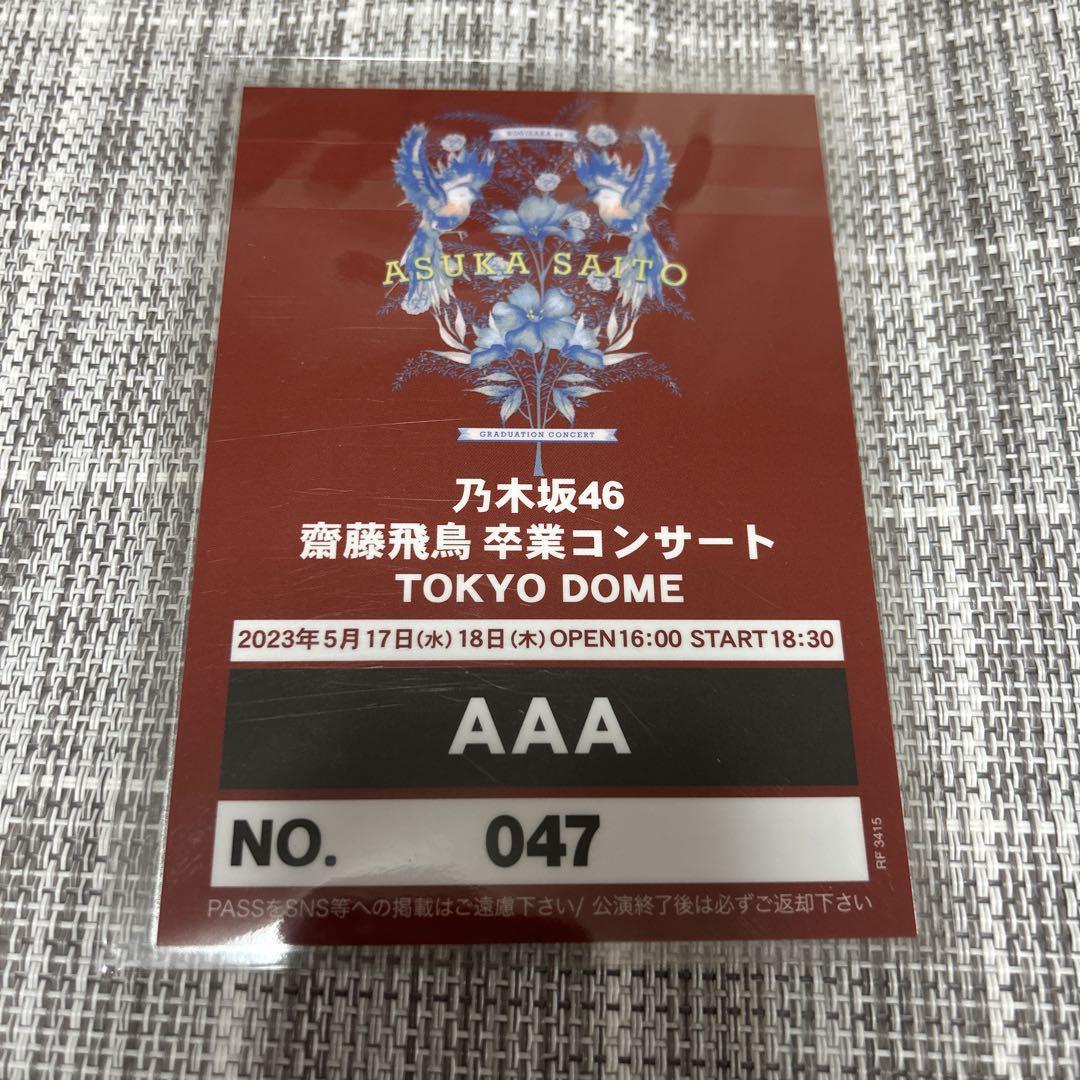 NOGIZAKA 46
ASUKA SAITO
GRADUATION CONCERT
乃木坂46
齋藤飛鳥 卒業コンサート
TOKYO DOME
2023年5月17日(水)18日(木)OPEN16:00 START18:30
AAA
NO. 047
RF 3415
PASSをSNS等への掲載はご遠慮下さい/ 公演終了後は必ずご返却下さい